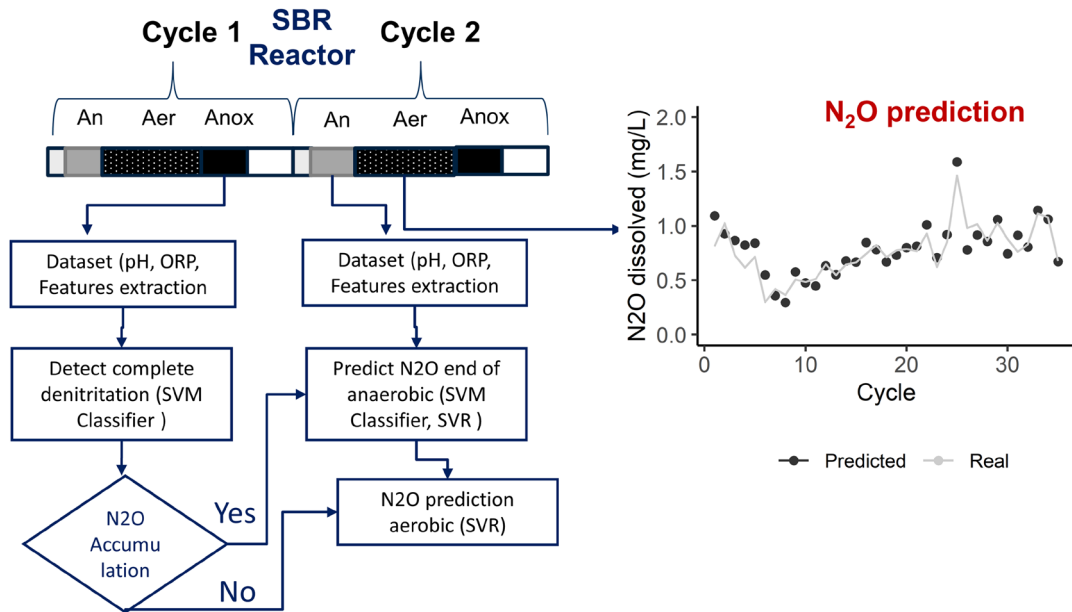 Cycle 1
SBR
Reactor
Cycle 2
An
Aer
Anox
An
Aer
Anox
Dataset (pH, ORP,
Features extraction
Dataset (pH, ORP,
Features extraction
Detect complete
denitritation (SVM
Classifier )
Predict N2O end of
anaerobic (SVM
Classifier, SVR )
N2O
Accumu
lation
Yes
No
N2O prediction
aerobic (SVR)
N₂O prediction
N2O dissolved (mg/L)
2.0
1.5
1.0
0.5
0.0
0
10
20
30
Cycle
Predicted
Real